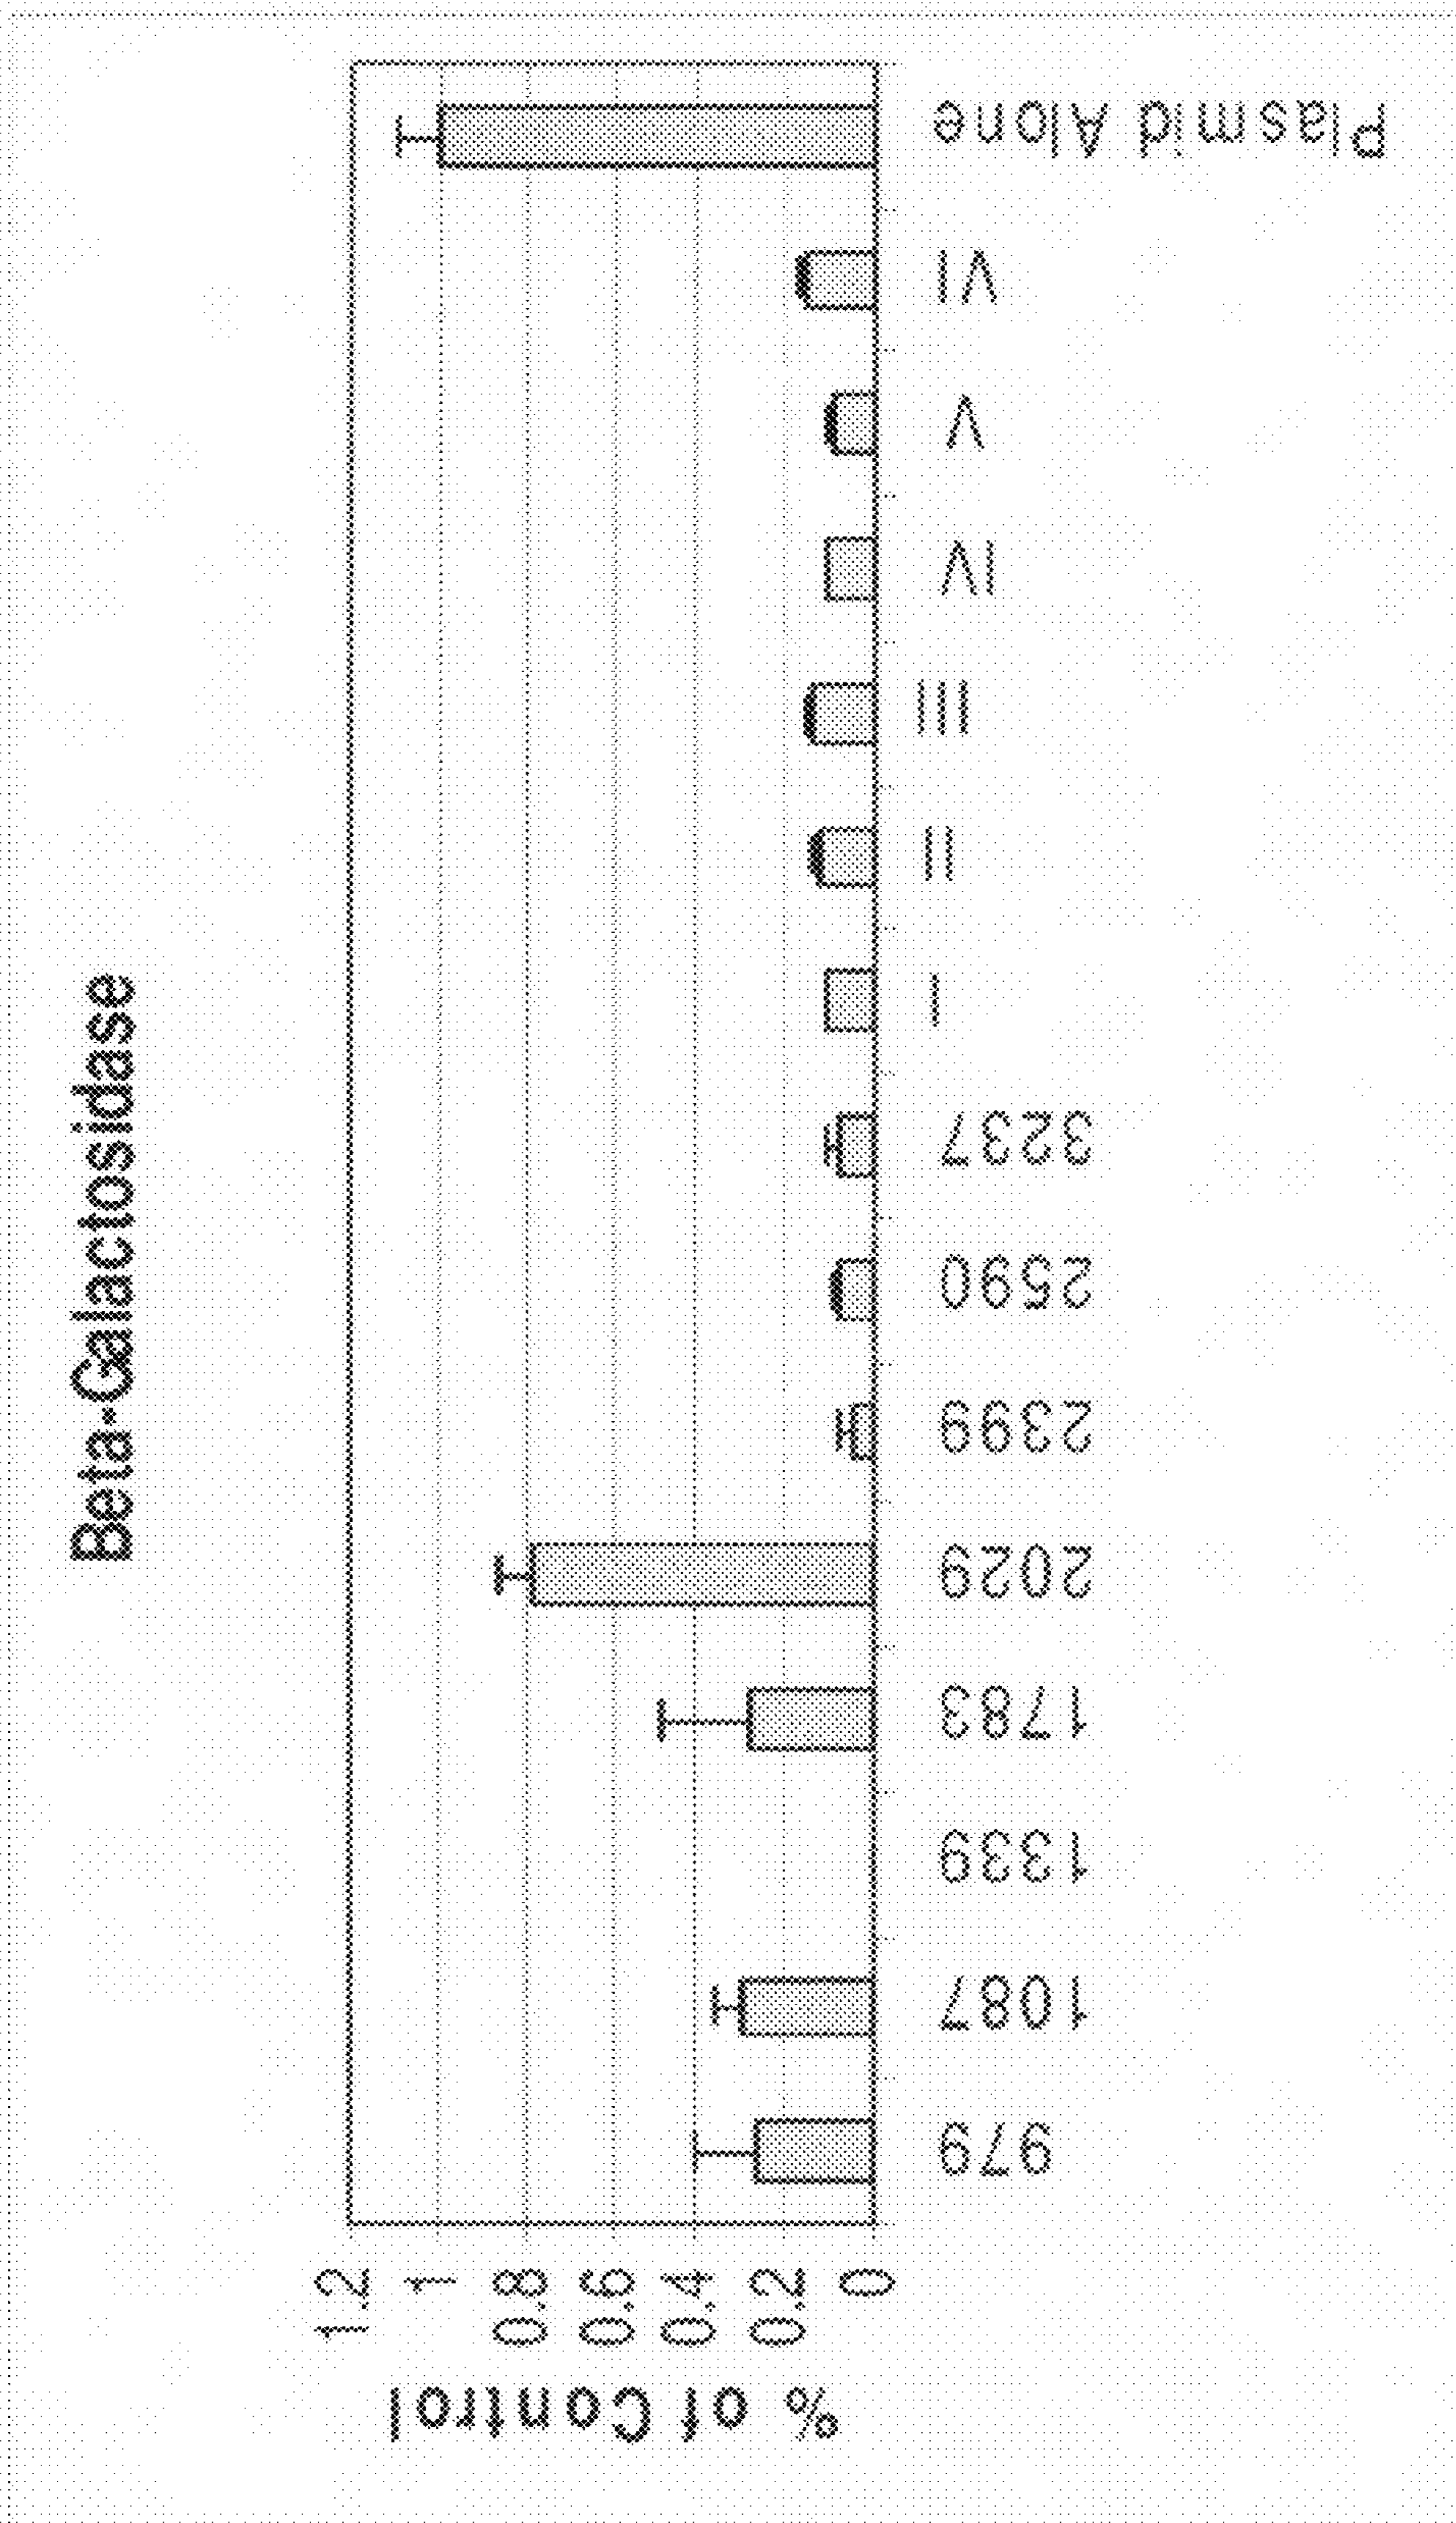 Beta-Galactosidase
% of Control
1.2
1
0.8
0.6
0.4
0.2
0
979
1087
1339
1783
2029
2399
2590
3237
I
II
III
IV
V
VI
Plasmid Alone